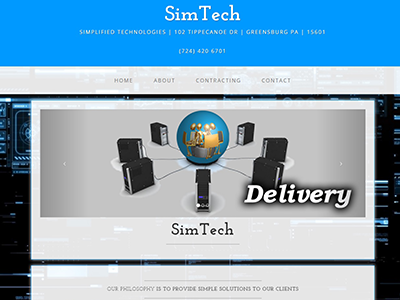 SimTech
SIMPLIFIED TECHNOLOGIES | 102 TIPPECANOE DR | GREENSBURG PA | 15601
(724) 420 6701
HOME ABOUT CONTRACTING CONTACT
Delivery
SimTech
OUR PHILOSOPHY IS TO PROVIDE SIMPLE SOLUTIONS TO OUR CLIENTS